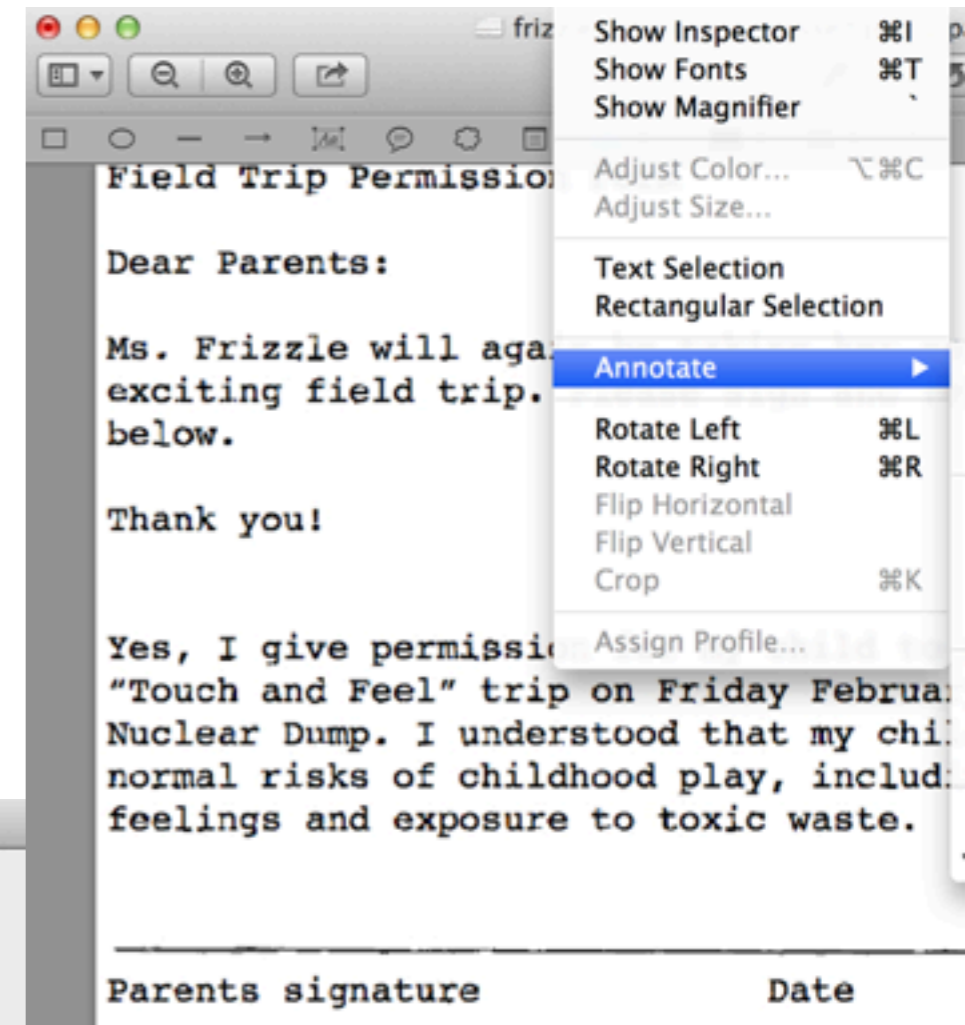 friz
Show Inspector ⌘I
Show Fonts ⌘T
Show Magnifier `
Adjust Color... ⌥⌘C
Adjust Size...
Text Selection
Rectangular Selection
Annotate
Rotate Left ⌘L
Rotate Right ⌘R
Flip Horizontal
Flip Vertical
Crop ⌘K
Assign Profile...
Field Trip Permission
Dear Parents:
Ms. Frizzle will aga
exciting field trip.
below.
Thank you!
Yes, I give permissio
"Touch and Feel" trip on Friday Februa
Nuclear Dump. I understood that my chi
normal risks of childhood play, includ
feelings and exposure to toxic waste.
Parents signature Date